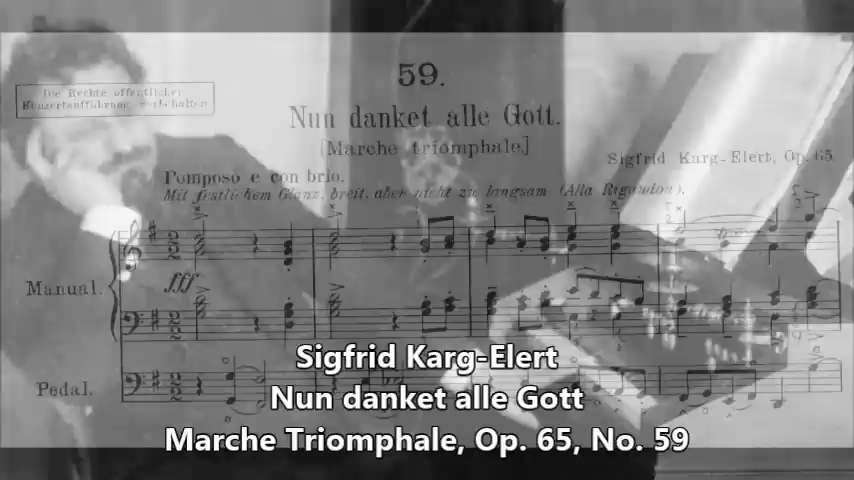 59.
Die Rechte öffentlicher
Konzertaufführung vorbehalten
Nun danket alle Gott.
[Marche triomphale.]
Sigfrid Karg-Elert, Op. 65
Pomposo e con brio.
Mit festlichem Glanz, breit, aber nicht zu langsam (Alla Rigaudon).
Manual.
fff
Pedal.
Sigfrid Karg-Elert
Nun danket alle Gott
Marche Triomphale, Op. 65, No. 59